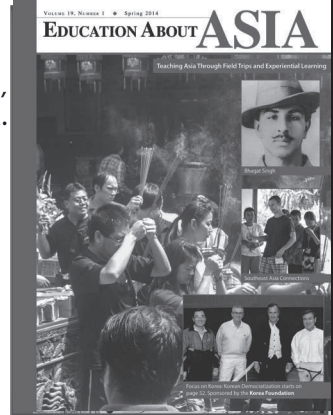 ,
.
VOLUME 19, NUMBER 1 ◆ Spring 2014
EDUCATION ABOUT ASIA
Teaching Asia Through Field Trips and Experiential Learning
Bhagat Singh
Southeast Asia Connections
Focus on Korea: Korean Democratization starts on
page 52, Sponsored by the Korea Foundation